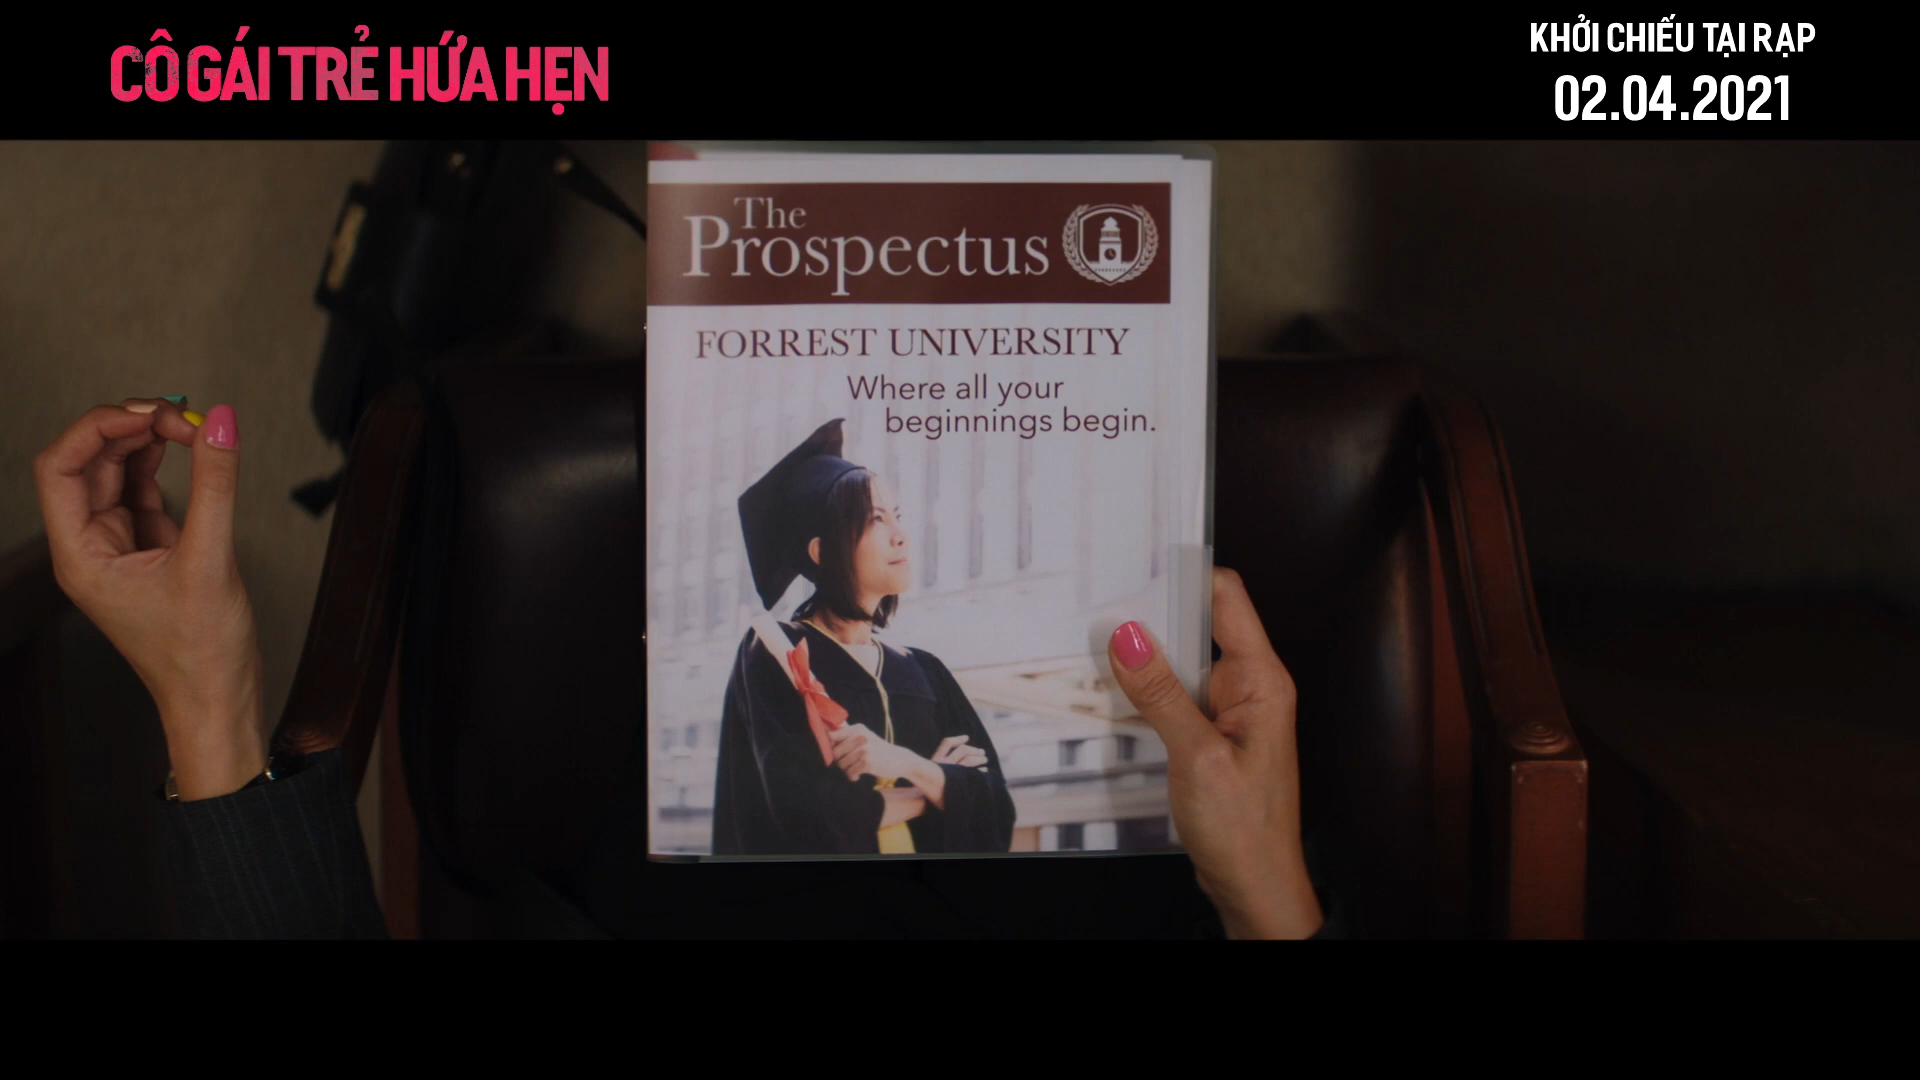 CÔ GÁI TRẺ HỨA HẸN
KHỞI CHIẾU TẠI RẠP
02.04.2021
The
Prospectus
FORREST UNIVERSITY
Where all your
beginnings begin.